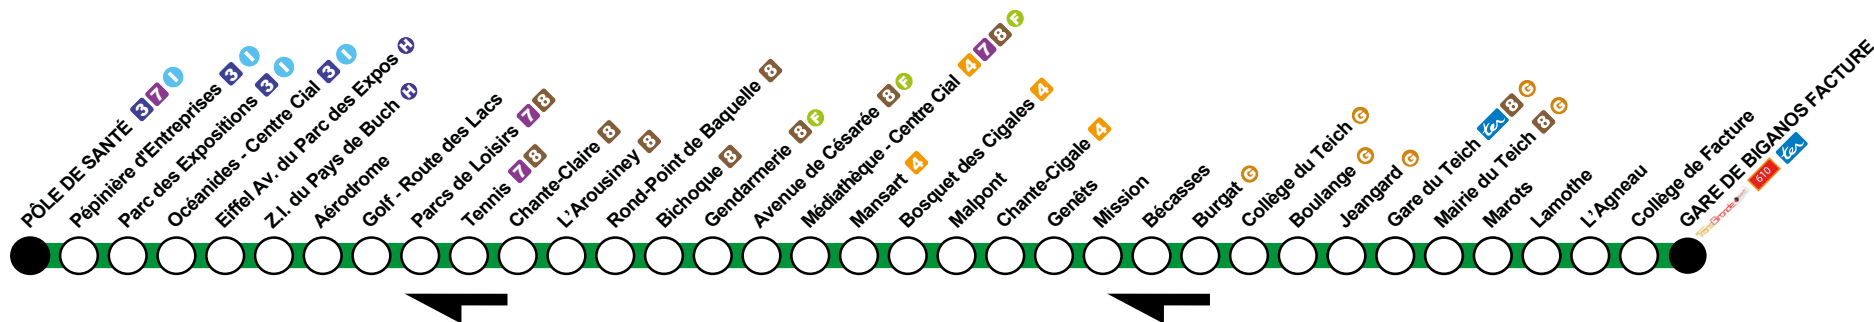 PÔLE DE SANTÉ 3 7 I
Pépinière d'Entreprises 3 I
Parc des Expositions 3 I
Océanides - Centre Cial 3 I
Eiffel Av. du Parc des Expos H
Z.I. du Pays de Buch H
Aérodrome
Golf - Route des Lacs
Parcs de Loisirs 7 8
Tennis 7 8
Chante-Claire 8
L'Arousiney 8
Rond-Point de Baquelle 8
Bichoque 8
Gendarmerie 8 F
Avenue de Césarée 8 F
Médiathèque - Centre Cial 4 7 8 F
Mansart 4
Bosquet des Cigales 4
Malpont
Chante-Cigale 4
Genêts
Mission
Bécasses
Burgat G
Collège du Teich G
Boulange G
Jeangard G
Gare du Teich ter 8 G
Mairie du Teich 8 G
Marots
Lamothe
L'Agneau
Collège de Facture
GARE DE BIGANOS FACTURE
Gironde 610 ter